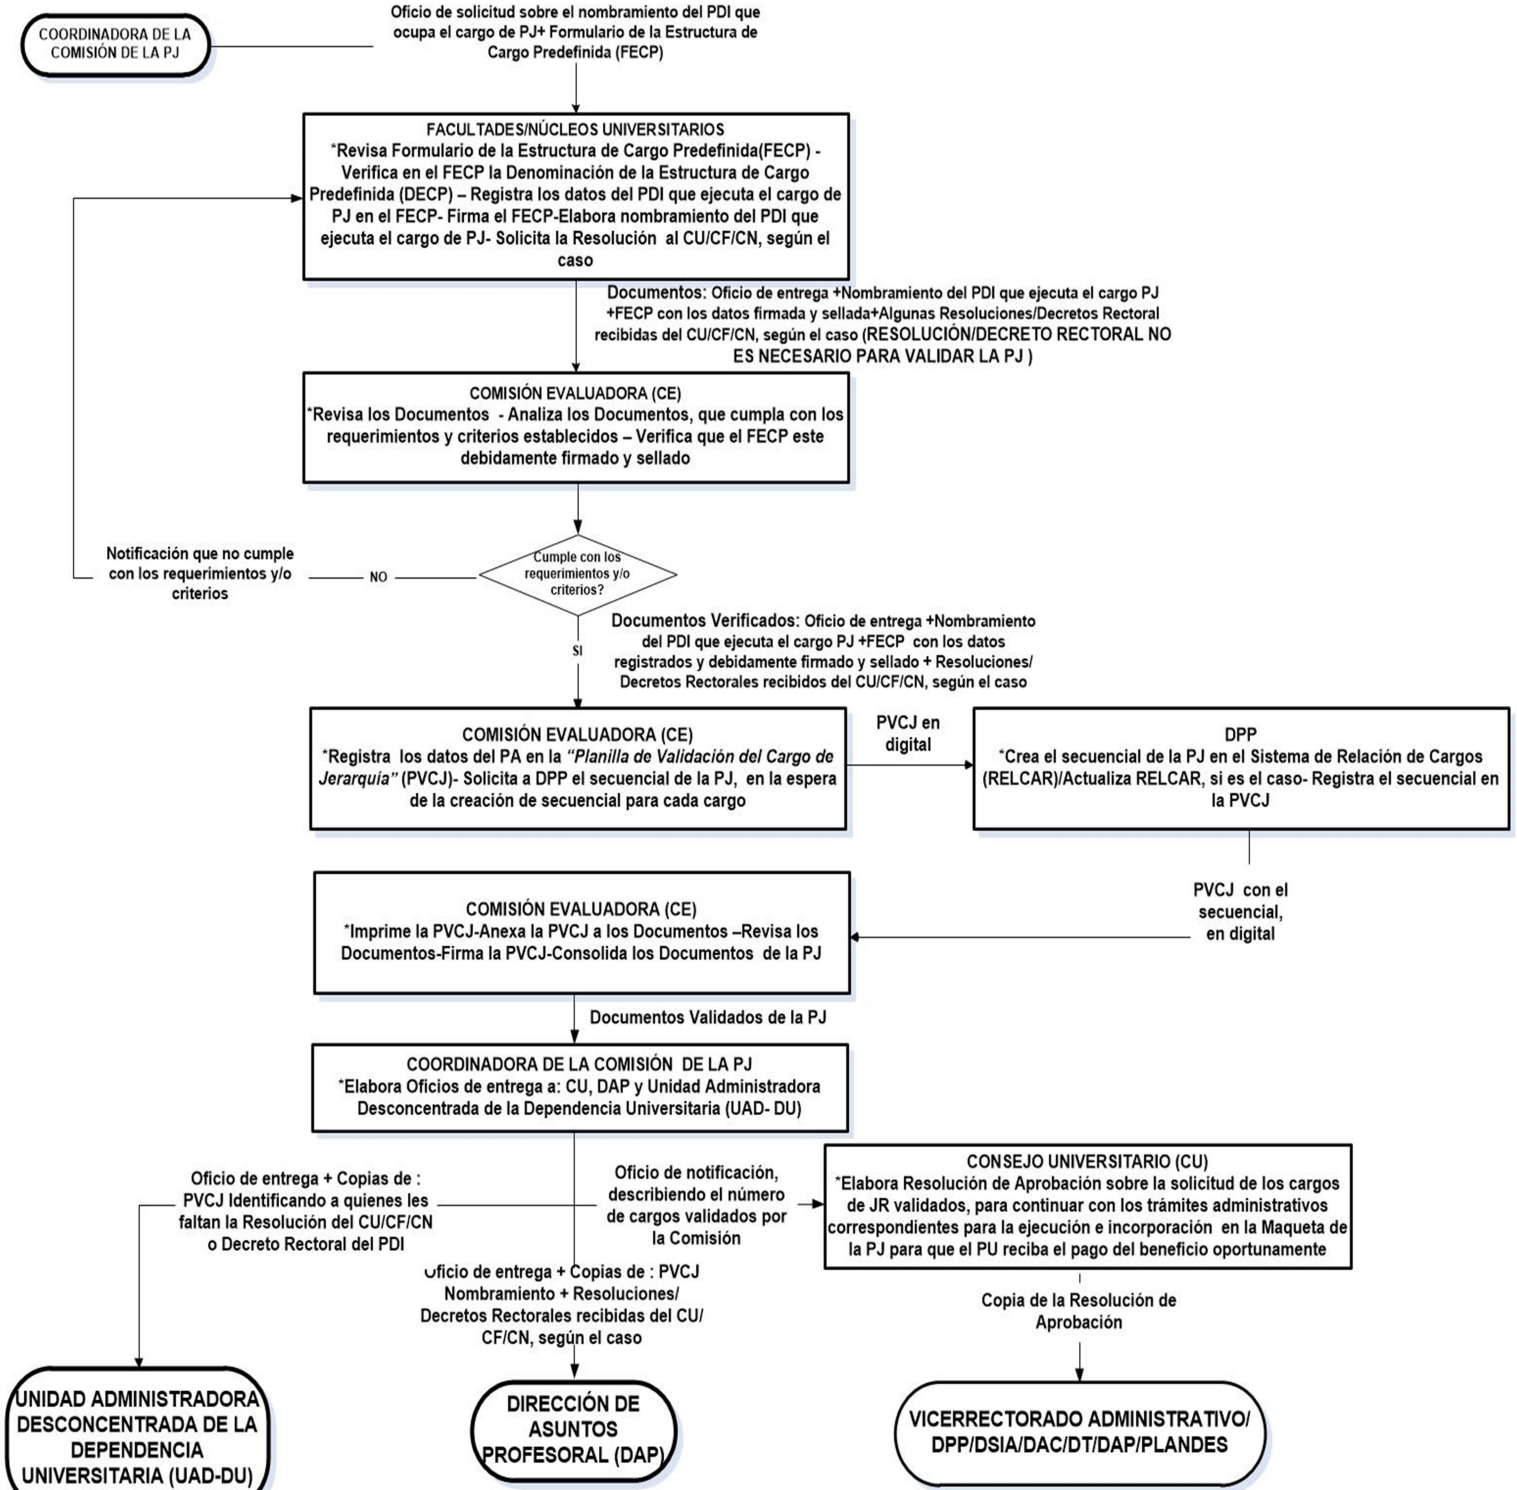 COORDINADORA DE LA
COMISIÓN DE LA PJ
Oficio de solicitud sobre el nombramiento del PDI que
ocupa el cargo de PJ+ Formulario de la Estructura de
Cargo Predefinida (FECP)
FACULTADES/NÚCLEOS UNIVERSITARIOS
*Revisa Formulario de la Estructura de Cargo Predefinida(FECP) -
Verifica en el FECP la Denominación de la Estructura de Cargo
Predefinida (DECP) – Registra los datos del PDI que ejecuta el cargo de
PJ en el FECP- Firma el FECP-Elabora nombramiento del PDI que
ejecuta el cargo de PJ- Solicita la Resolución al CU/CF/CN, según el
caso
Documentos: Oficio de entrega +Nombramiento del PDI que ejecuta el cargo PJ
+FECP con los datos firmada y sellada+Algunas Resoluciones/Decretos Rectoral
recibidas del CU/CF/CN, según el caso (RESOLUCIÓN/DECRETO RECTORAL NO
ES NECESARIO PARA VALIDAR LA PJ )
COMISIÓN EVALUADORA (CE)
*Revisa los Documentos - Analiza los Documentos, que cumpla con los
requerimientos y criterios establecidos – Verifica que el FECP este
debidamente firmado y sellado
Cumple con los
requerimientos y/o
criterios?
NO
Notificación que no cumple
con los requerimientos y/o
criterios
SI
Documentos Verificados: Oficio de entrega +Nombramiento
del PDI que ejecuta el cargo PJ +FECP con los datos
registrados y debidamente firmado y sellado + Resoluciones/
Decretos Rectorales recibidos del CU/CF/CN, según el caso
COMISIÓN EVALUADORA (CE)
*Registra los datos del PA en la “Planilla de Validación del Cargo de
Jerarquia” (PVCJ)- Solicita a DPP el secuencial de la PJ, en la espera
de la creación de secuencial para cada cargo
PVCJ en
digital
DPP
*Crea el secuencial de la PJ en el Sistema de Relación de Cargos
(RELCAR)/Actualiza RELCAR, si es el caso- Registra el secuencial en
la PVCJ
PVCJ con el
secuencial,
en digital
COMISIÓN EVALUADORA (CE)
*Imprime la PVCJ-Anexa la PVCJ a los Documentos –Revisa los
Documentos-Firma la PVCJ-Consolida los Documentos de la PJ
Documentos Validados de la PJ
COORDINADORA DE LA COMISIÓN DE LA PJ
*Elabora Oficios de entrega a: CU, DAP y Unidad Administradora
Desconcentrada de la Dependencia Universitaria (UAD- DU)
Oficio de entrega + Copias de :
PVCJ Identificando a quienes les
faltan la Resolución del CU/CF/CN
o Decreto Rectoral del PDI
Oficio de notificación,
describiendo el número
de cargos validados por
la Comisión
CONSEJO UNIVERSITARIO (CU)
*Elabora Resolución de Aprobación sobre la solicitud de los cargos
de JR validados, para continuar con los trámites administrativos
correspondientes para la ejecución e incorporación en la Maqueta de
la PJ para que el PU reciba el pago del beneficio oportunamente
Oficio de entrega + Copias de : PVCJ
Nombramiento + Resoluciones/
Decretos Rectorales recibidas del CU/
CF/CN, según el caso
Copia de la Resolución de
Aprobación
UNIDAD ADMINISTRADORA
DESCONCENTRADA DE LA
DEPENDENCIA
UNIVERSITARIA (UAD-DU)
DIRECCIÓN DE
ASUNTOS
PROFESORAL (DAP)
VICERRECTORADO ADMINISTRATIVO/
DPP/DSIA/DAC/DT/DAP/PLANDES